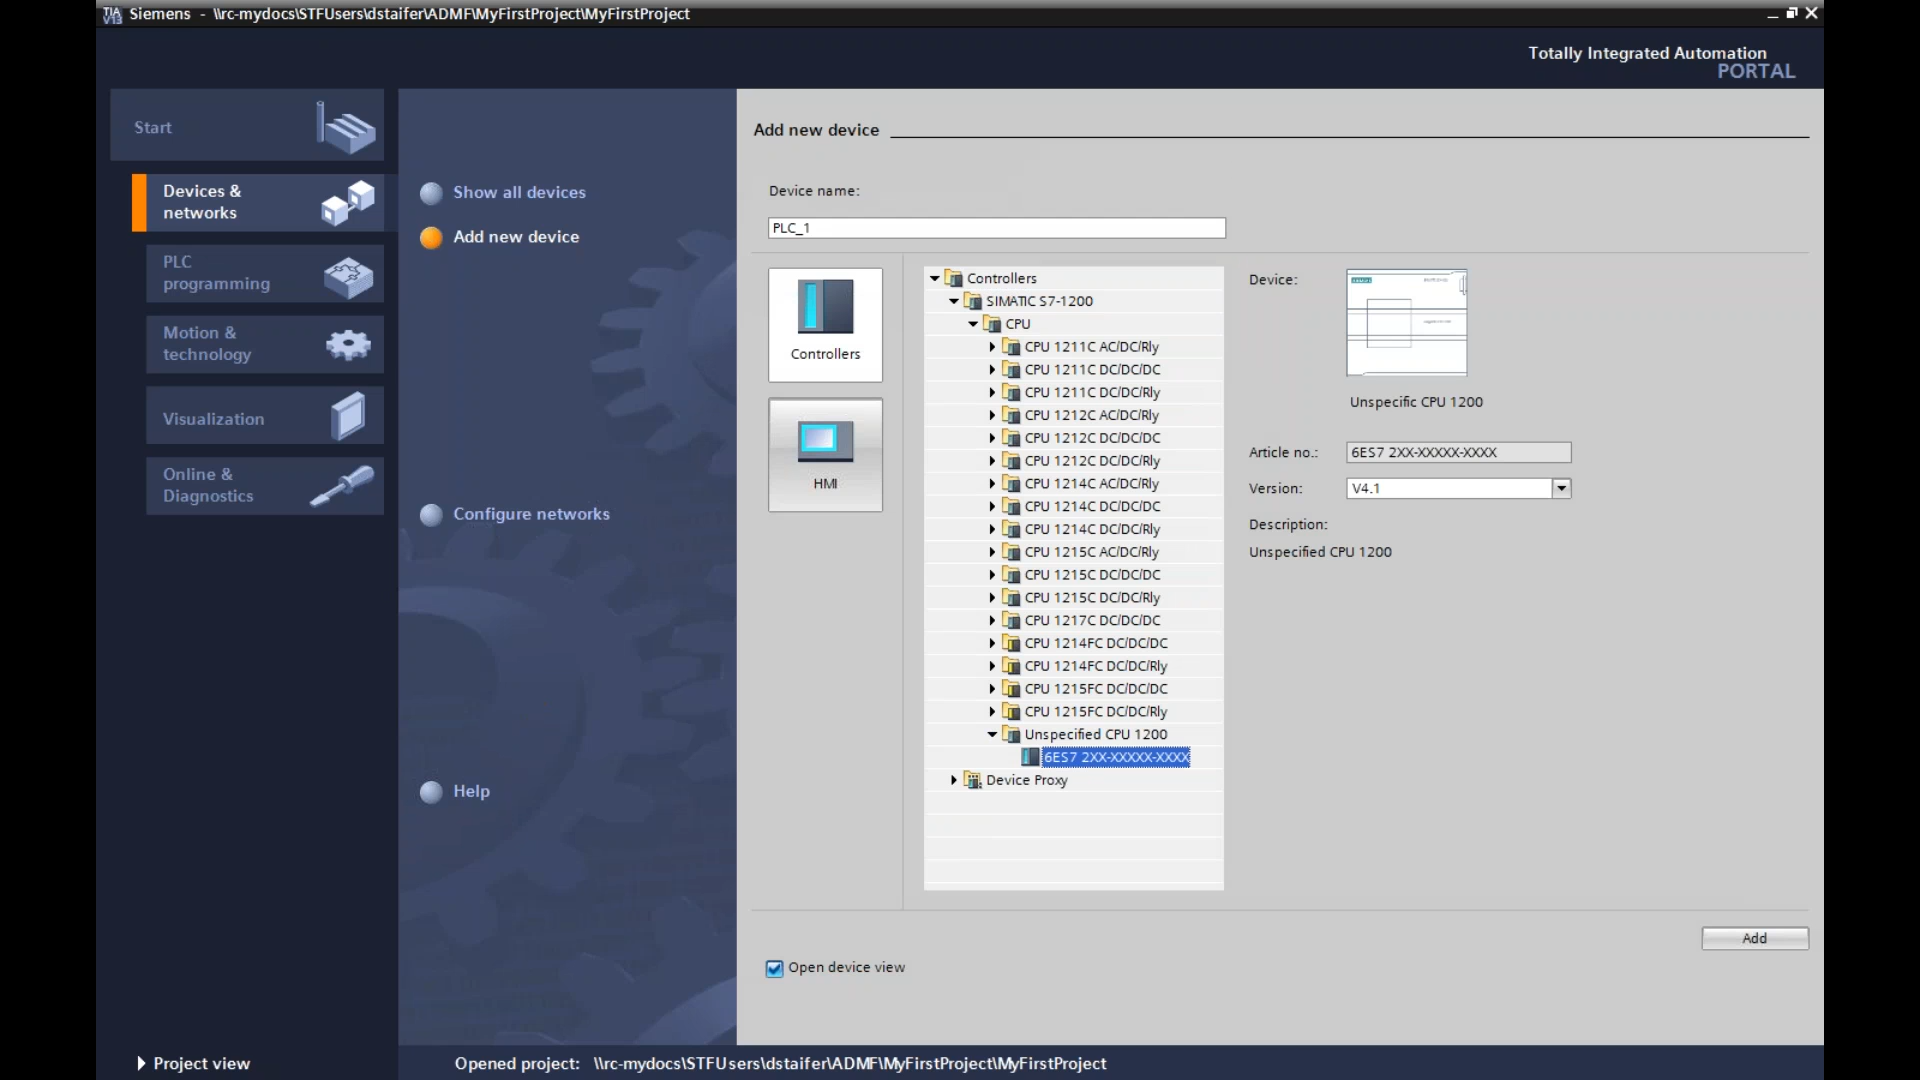 TIA V13 Siemens - \\rc-mydocs\STFUsers\dstaifer\ADMF\MyFirstProject\MyFirstProject
Totally Integrated Automation
PORTAL
Start
Devices &
networks
PLC
programming
Motion &
technology
Visualization
Online &
Diagnostics
Project view
Show all devices
Add new device
Configure networks
Help
Add new device
Device name:
PLC_1
Controllers
HMI
Controllers
SIMATIC S7-1200
CPU
CPU 1211C AC/DC/Rly
CPU 1211C DC/DC/DC
CPU 1211C DC/DC/Rly
CPU 1212C AC/DC/Rly
CPU 1212C DC/DC/DC
CPU 1212C DC/DC/Rly
CPU 1214C AC/DC/Rly
CPU 1214C DC/DC/DC
CPU 1214C DC/DC/Rly
CPU 1215C AC/DC/Rly
CPU 1215C DC/DC/DC
CPU 1215C DC/DC/Rly
CPU 1217C DC/DC/DC
CPU 1214FC DC/DC/DC
CPU 1214FC DC/DC/Rly
CPU 1215FC DC/DC/DC
CPU 1215FC DC/DC/Rly
Unspecified CPU 1200
6ES7 2XX-XXXXX-XXXX
Device Proxy
Device:
Unspecific CPU 1200
Article no.: 6ES7 2XX-XXXXX-XXXX
Version: V4.1
Description:
Unspecified CPU 1200
Add
Open device view
Opened project: \\rc-mydocs\STFUsers\dstaifer\ADMF\MyFirstProject\MyFirstProject